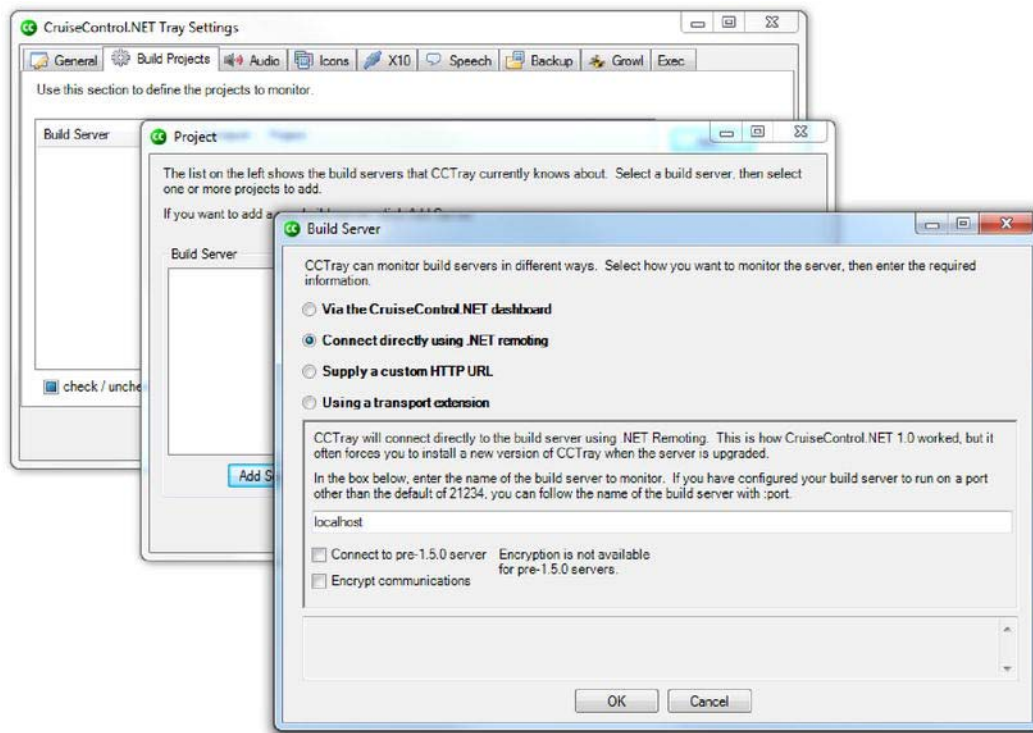 CruiseControl.NET Tray Settings
General Build Projects Audio Icons X10 Speech Backup Growl Exec
Use this section to define the projects to monitor.
Build Server
Project
The list on the left shows the build servers that CCTray currently knows about. Select a build server, then select
one or more projects to add.
If you want to add a
Build Server
check / unche
Add S
Build Server
CCTray can monitor build servers in different ways. Select how you want to monitor the server, then enter the required
information.
Via the CruiseControl.NET dashboard
Connect directly using .NET remoting
Supply a custom HTTP URL
Using a transport extension
CCTray will connect directly to the build server using .NET Remoting. This is how CruiseControl.NET 1.0 worked, but it
often forces you to install a new version of CCTray when the server is upgraded.
In the box below, enter the name of the build server to monitor. If you have configured your build server to run on a port
other than the default of 21234, you can follow the name of the build server with :port.
localhost
Connect to pre-1.5.0 server Encryption is not available
for pre-1.5.0 servers.
Encrypt communications
OK Cancel